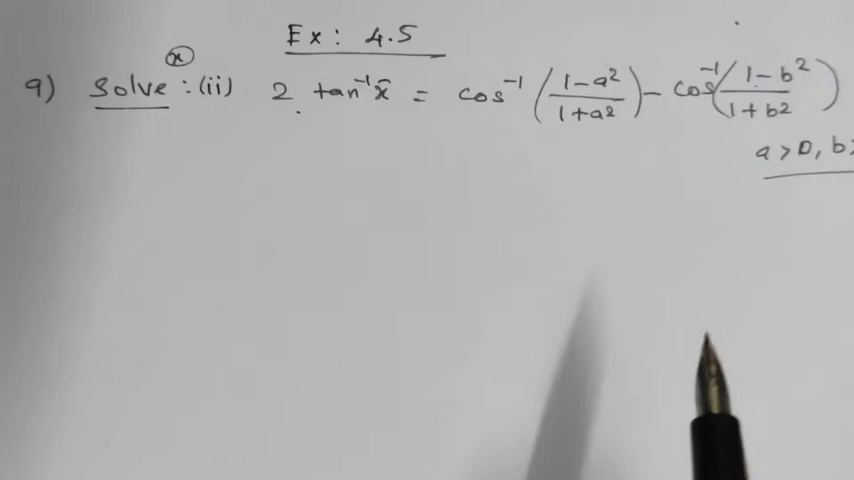 Ex: 4.5
9) Solve: (x) (ii) 2 tan⁻¹x = cos⁻¹((1-a²)/(1+a²)) - cos⁻¹((1-b²)/(1+b²))
a>0, b>